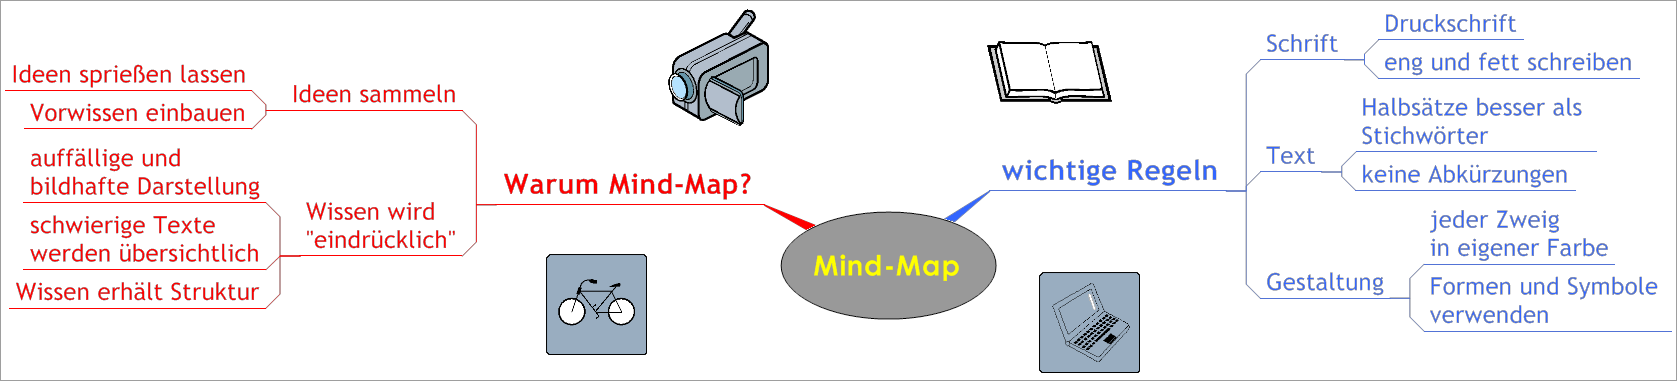 Mind-Map
Warum Mind-Map?
Ideen sammeln
Ideen sprießen lassen
Vorwissen einbauen
Wissen wird
"eindrücklich"
auffällige und
bildhafte Darstellung
schwierige Texte
werden übersichtlich
Wissen erhält Struktur
wichtige Regeln
Schrift
Druckschrift
eng und fett schreiben
Text
Halbsätze besser als
Stichwörter
keine Abkürzungen
Gestaltung
jeder Zweig
in eigener Farbe
Formen und Symbole
verwenden